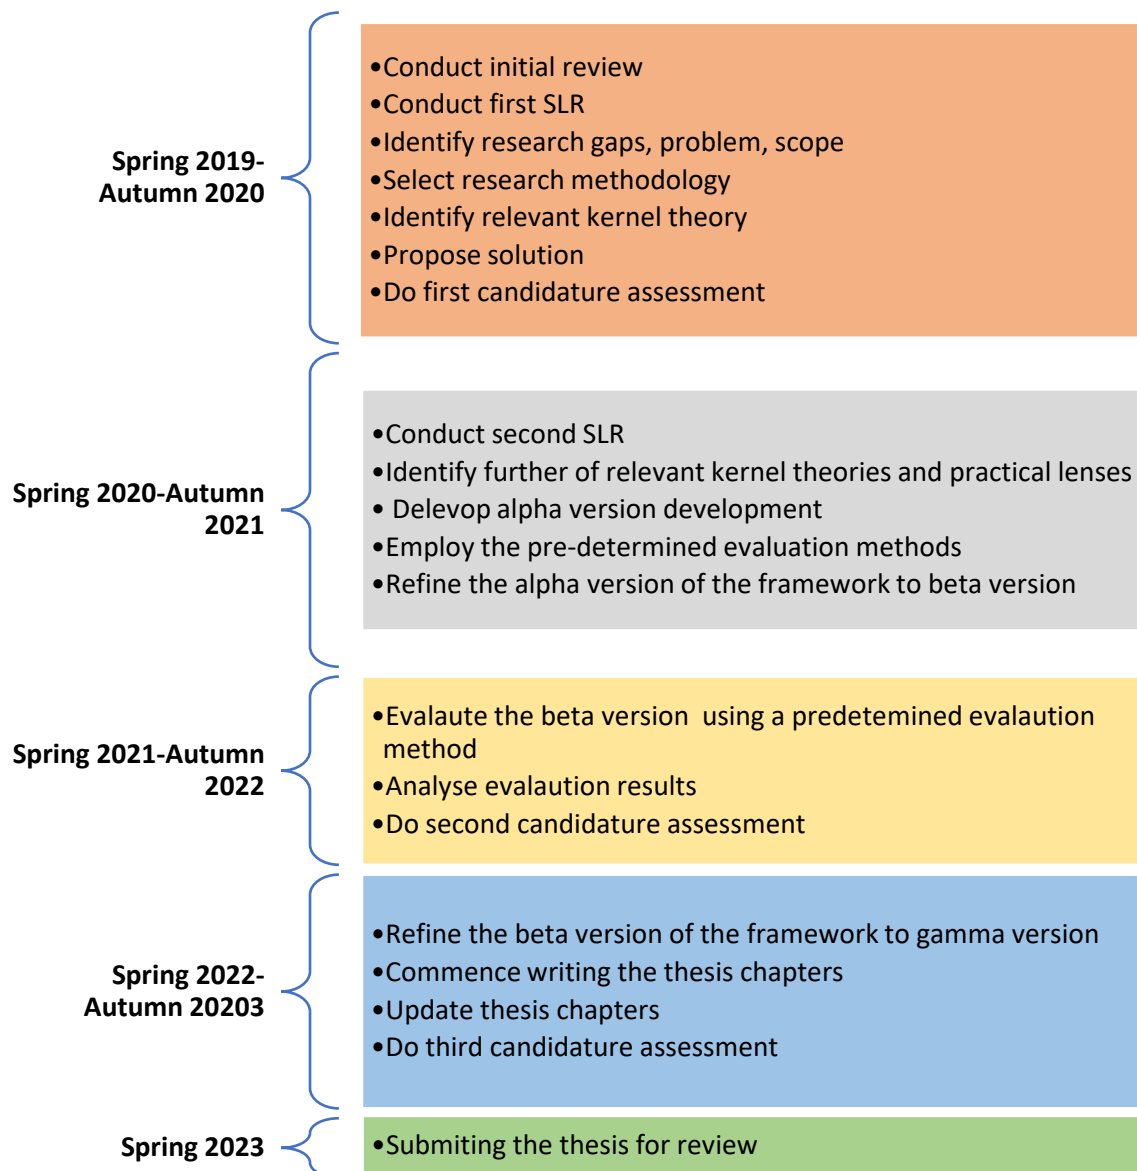 Spring 2019-
Autumn 2020
•Conduct initial review
•Conduct first SLR
•Identify research gaps, problem, scope
•Select research methodology
•Identify relevant kernel theory
•Propose solution
•Do first candidature assessment
Spring 2020-Autumn
2021
•Conduct second SLR
•Identify further of relevant kernel theories and practical lenses
• Delevop alpha version development
•Employ the pre-determined evaluation methods
•Refine the alpha version of the framework to beta version
Spring 2021-Autumn
2022
•Evalaute the beta version  using a predetemined evalaution
method
•Analyse evalaution results
•Do second candidature assessment
Spring 2022-
Autumn 20203
•Refine the beta version of the framework to gamma version
•Commence writing the thesis chapters
•Update thesis chapters
•Do third candidature assessment
Spring 2023
•Submiting the thesis for review